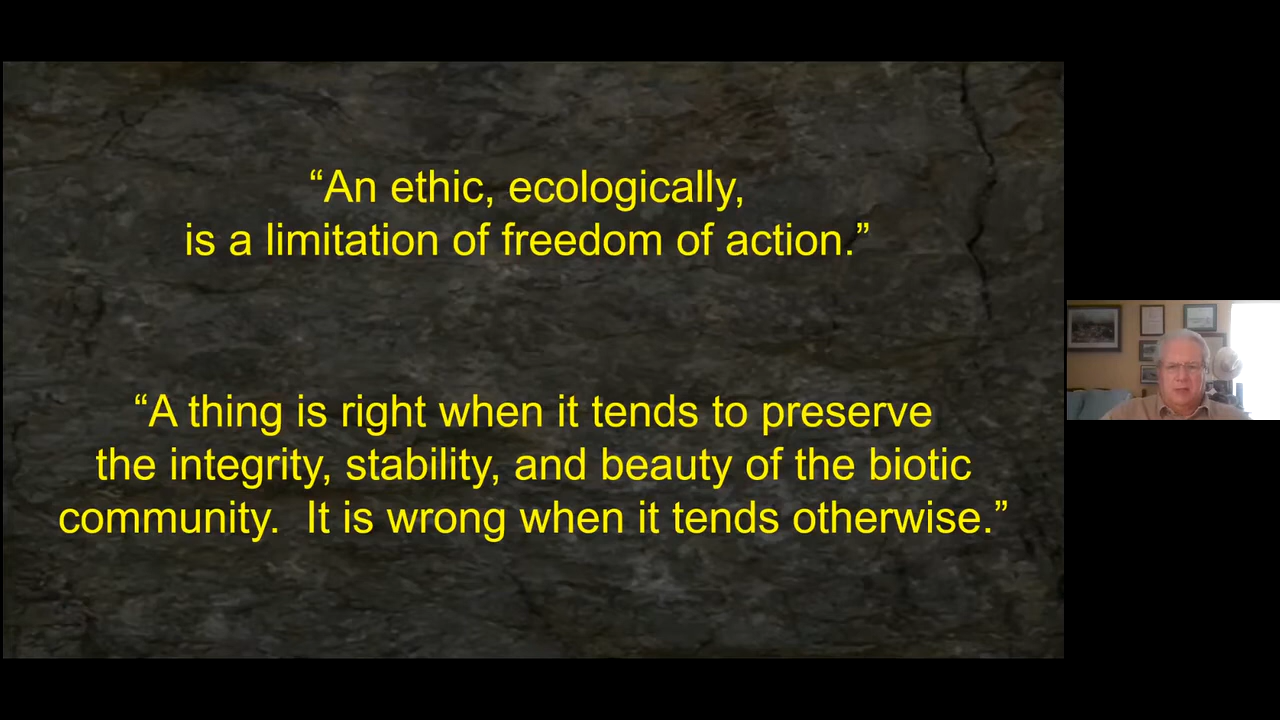 “An ethic, ecologically,
is a limitation of freedom of action.”
“A thing is right when it tends to preserve
the integrity, stability, and beauty of the biotic
community.  It is wrong when it tends otherwise.”